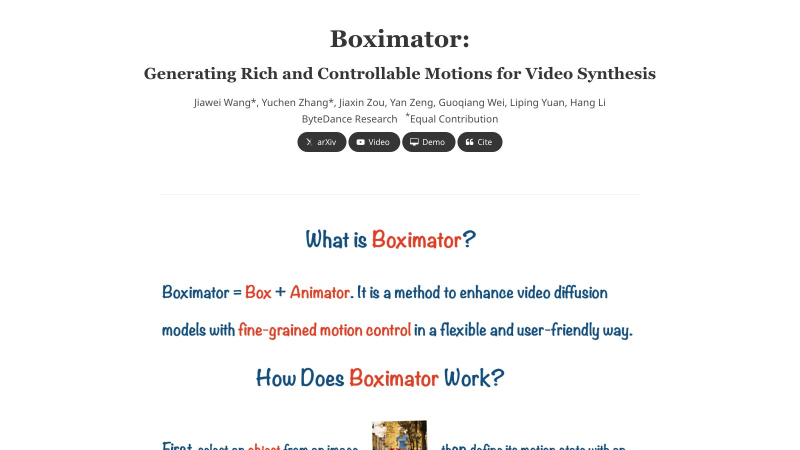 Boximator:
Generating Rich and Controllable Motions for Video Synthesis
Jiawei Wang*, Yuchen Zhang*, Jiaxin Zou, Yan Zeng, Guoqiang Wei, Liping Yuan, Hang Li
ByteDance Research *Equal Contribution
arXiv Video Demo Cite
What is Boximator?
Boximator = Box + Animator. It is a method to enhance video diffusion
models with fine-grained motion control in a flexible and user-friendly way.
How Does Boximator Work?
First, select an object from an image then define its motion state with an